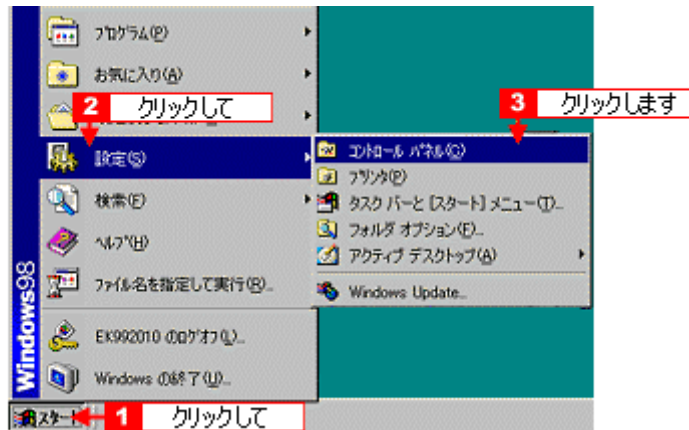 プログラム(P)
お気に入り(A)
2 クリックして
3 クリックします
設定(S)
コントロール パネル(C)
プリンタ(P)
検索(F)
タスク バーと [スタート] メニュー(T)...
フォルダ オプション(F)...
ヘルプ(H)
アクティブ デスクトップ(A)
ファイル名を指定して実行(R)...
Windows Update...
EK992010 のログオフ(L)...
Windows の終了(U)...
Windows98
スタート
1 クリックして